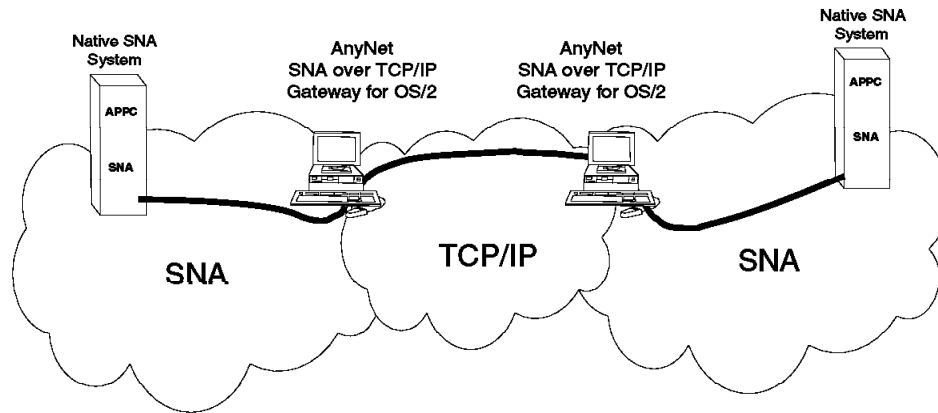 Native SNA
System
APPC
SNA
AnyNet
SNA over TCP/IP
Gateway for OS/2
AnyNet
SNA over TCP/IP
Gateway for OS/2
Native SNA
System
APPC
SNA
SNA
TCP/IP
SNA